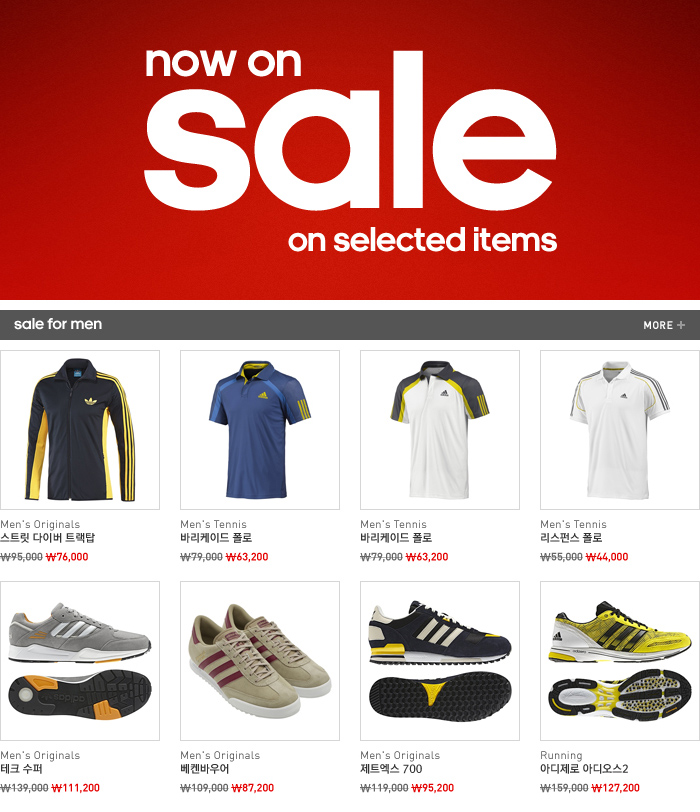 now on
sale
on selected items
sale for men
MORE +
Men's Originals
스트릿 다이버 트랙탑
₩95,000 ₩76,000
Men's Tennis
바리케이드 폴로
₩79,000 ₩63,200
Men's Tennis
바리케이드 폴로
₩79,000 ₩63,200
Men's Tennis
리스펀스 폴로
₩55,000 ₩44,000
Men's Originals
테크 수퍼
₩139,000 ₩111,200
Men's Originals
베켄바우어
₩109,000 ₩87,200
Men's Originals
제트엑스 700
₩119,000 ₩95,200
Running
아디제로 아디오스2
₩159,000 ₩127,200